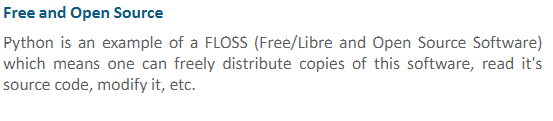 Free and Open Source
Python is an example of a FLOSS (Free/Libre and Open Source Software)
which means one can freely distribute copies of this software, read it's
source code, modify it, etc.